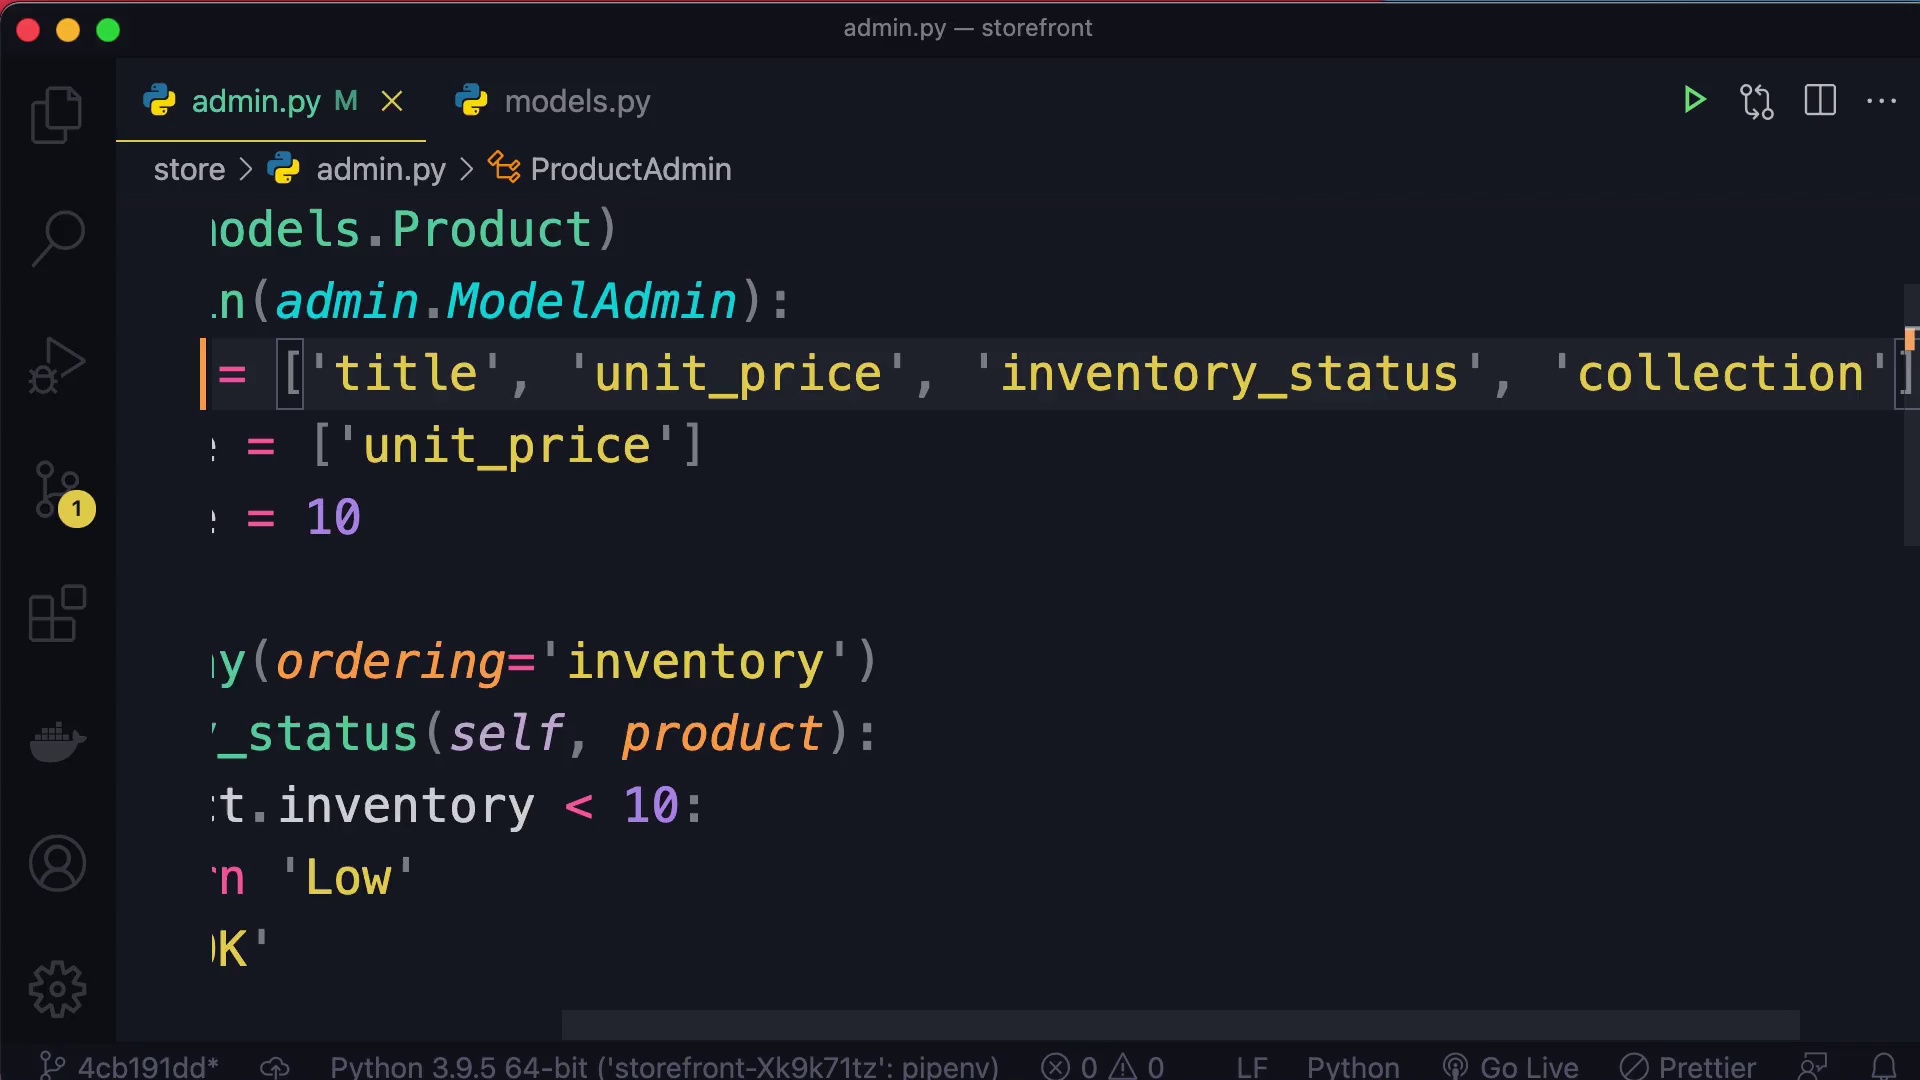 admin.py — storefront
admin.py M models.py
store > admin.py > ProductAdmin
odels.Product)
n(admin.ModelAdmin):
= ['title', 'unit_price', 'inventory_status', 'collection']
= ['unit_price']
= 10
y(ordering='inventory')
_status(self, product):
t.inventory < 10:
n 'Low'
K'
1
4cb191dd* Python 3.9.5 64-bit ('storefront-Xk9k71tz': pipenv) 0 0 LF Python Go Live Prettier